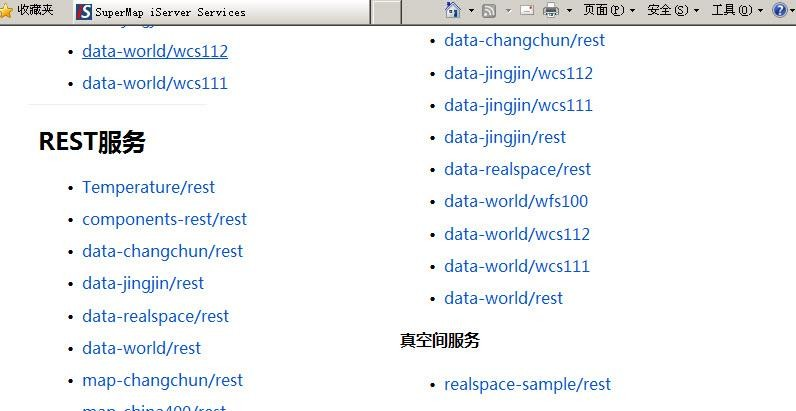 收藏夹
SuperMap iServer Services
页面(P)
安全(S)
工具(O)
data-world/wcs112
data-world/wcs111
REST服务
Temperature/rest
components-rest/rest
data-changchun/rest
data-jingjin/rest
data-realspace/rest
data-world/rest
map-changchun/rest
map-china400/rest
data-changchun/rest
data-jingjin/wcs112
data-jingjin/wcs111
data-jingjin/rest
data-realspace/rest
data-world/wfs100
data-world/wcs112
data-world/wcs111
data-world/rest
真空间服务
realspace-sample/rest